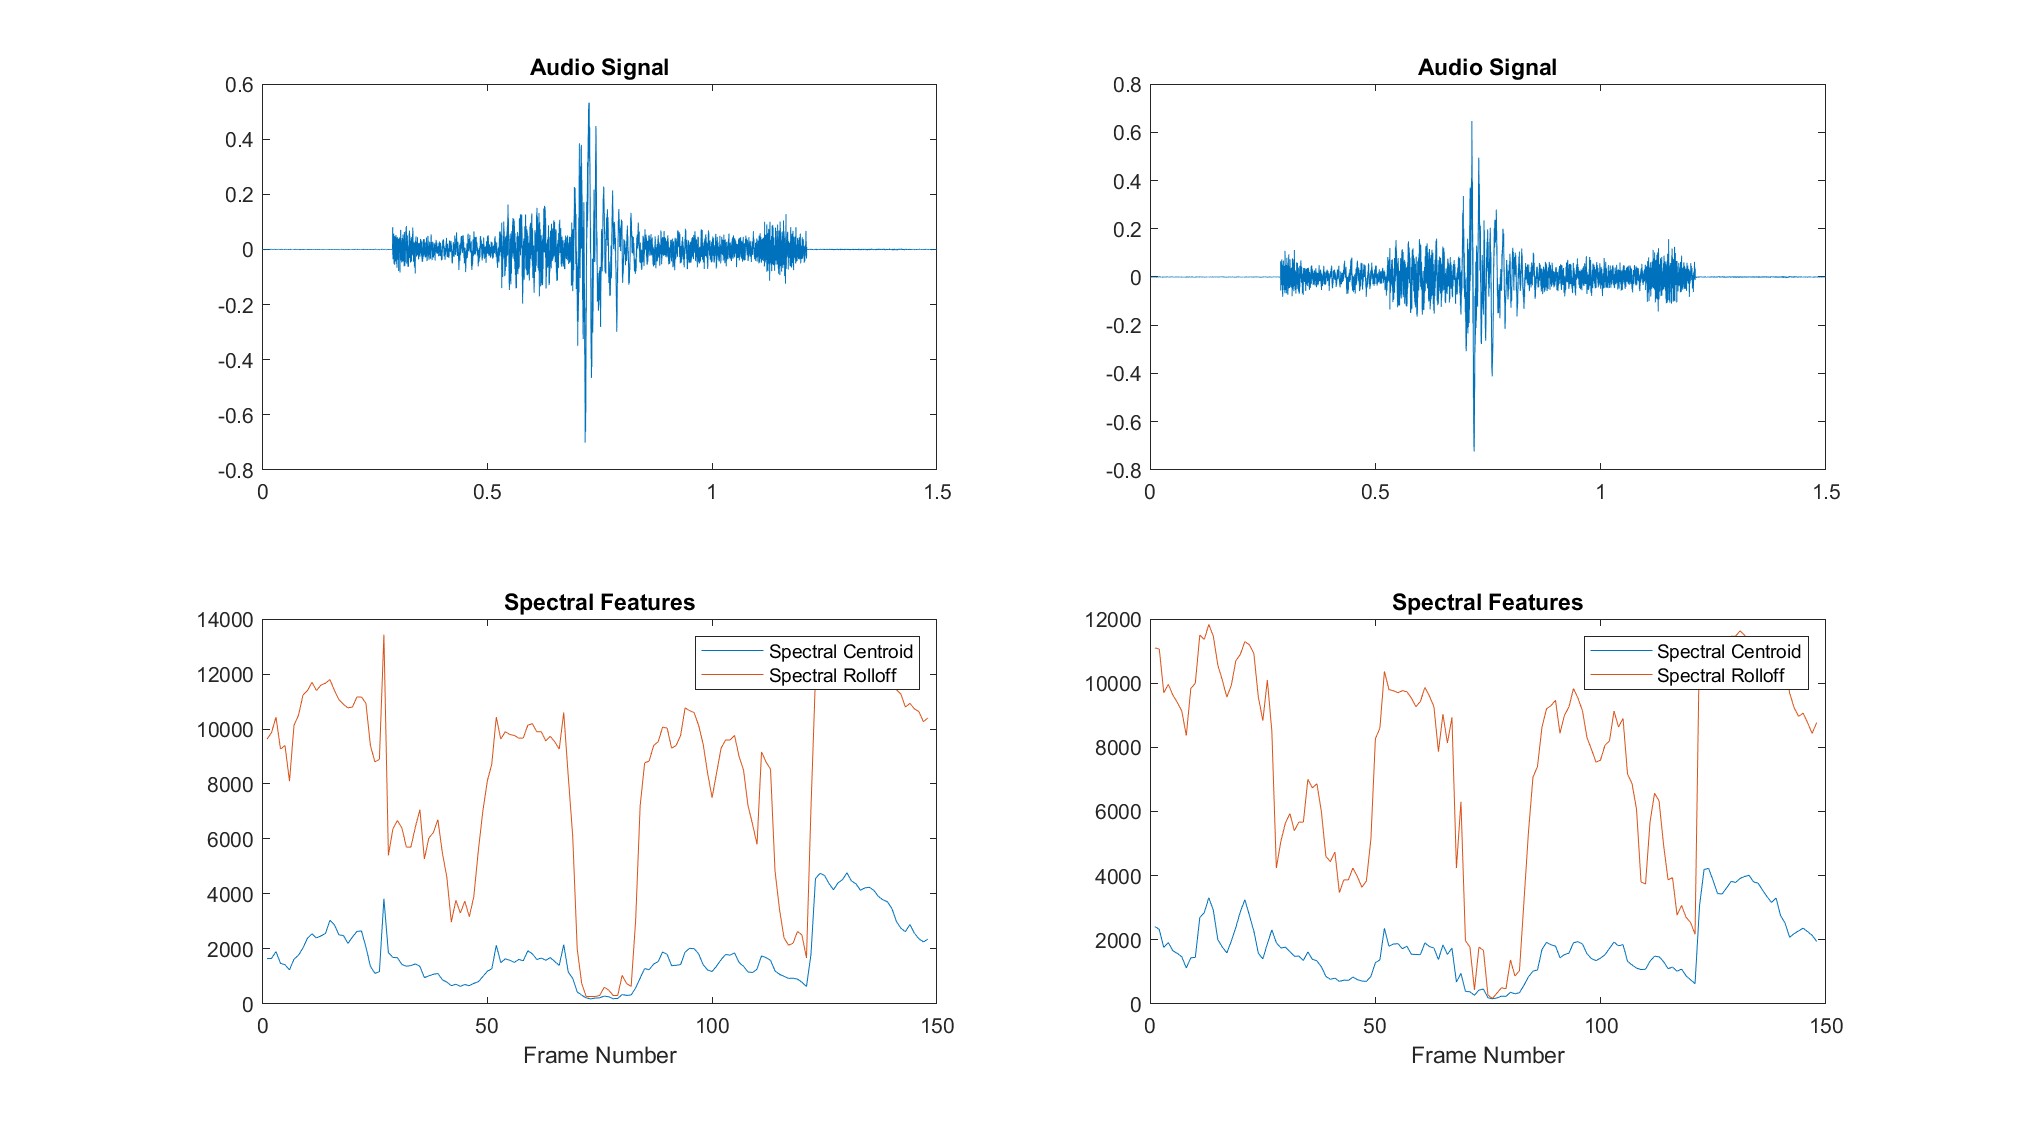 Audio Signal
0.6
0.4
0.2
0
-0.2
-0.4
-0.6
-0.8
0 0.5 1 1.5
Audio Signal
0.8
0.6
0.4
0.2
0
-0.2
-0.4
-0.6
-0.8
0 0.5 1 1.5
Spectral Features
14000
12000
10000
8000
6000
4000
2000
0
Spectral Centroid
Spectral Rolloff
0 50 100 150
Frame Number
Spectral Features
12000
10000
8000
6000
4000
2000
0
Spectral Centroid
Spectral Rolloff
0 50 100 150
Frame Number